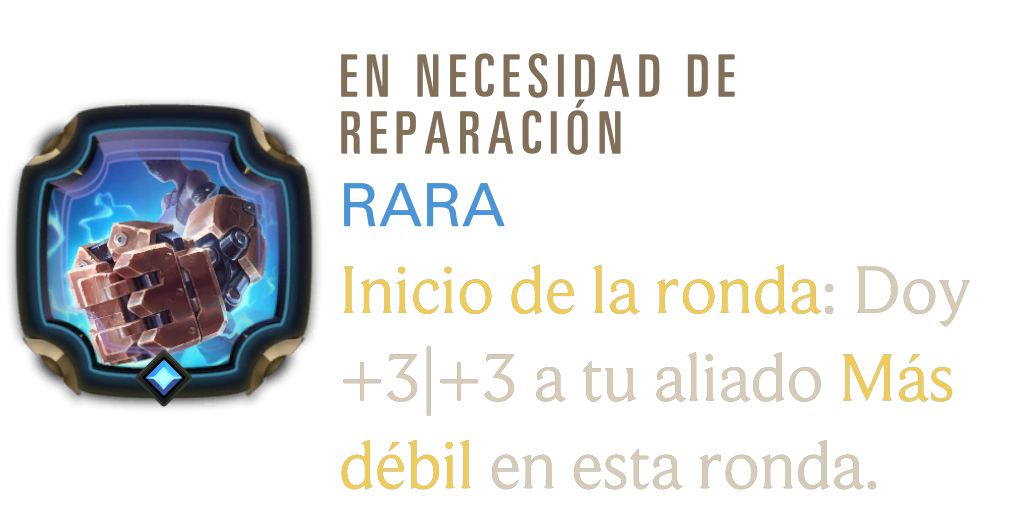 EN NECESIDAD DE
REPARACIÓN
RARA
Inicio de la ronda: Doy
+3|+3 a tu aliado Más
débil en esta ronda.